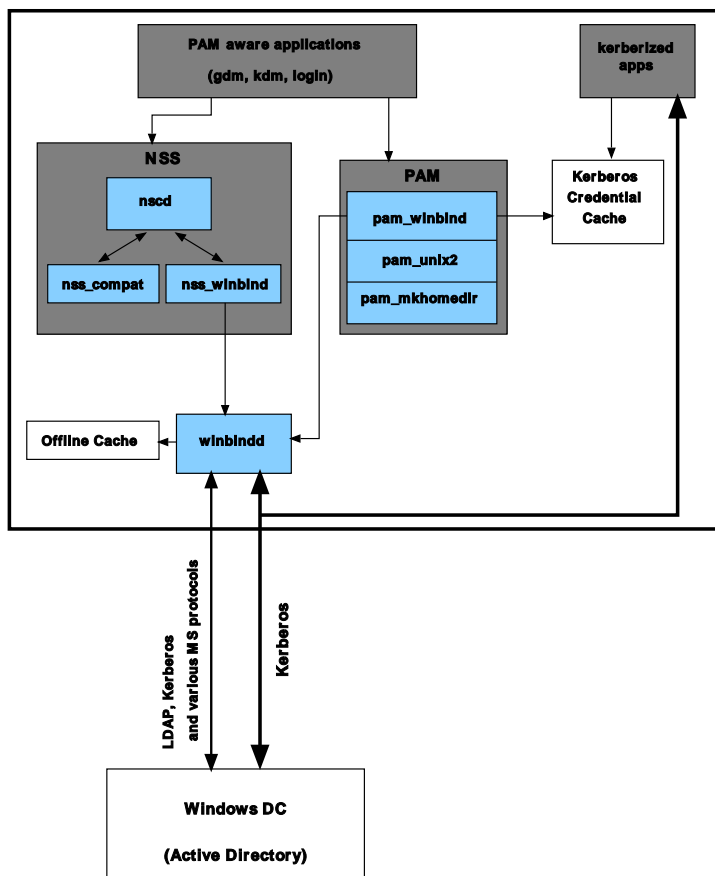 PAM aware applications
(gdm, kdm, login)
kerberized
apps
NSS
nscd
nss_compat
nss_winbind
PAM
pam_winbind
pam_unix2
pam_mkhomedir
Kerberos
Credential
Cache
Offline Cache
winbindd
LDAP, Kerberos
and various MS protocols
Kerberos
Windows DC
(Active Directory)